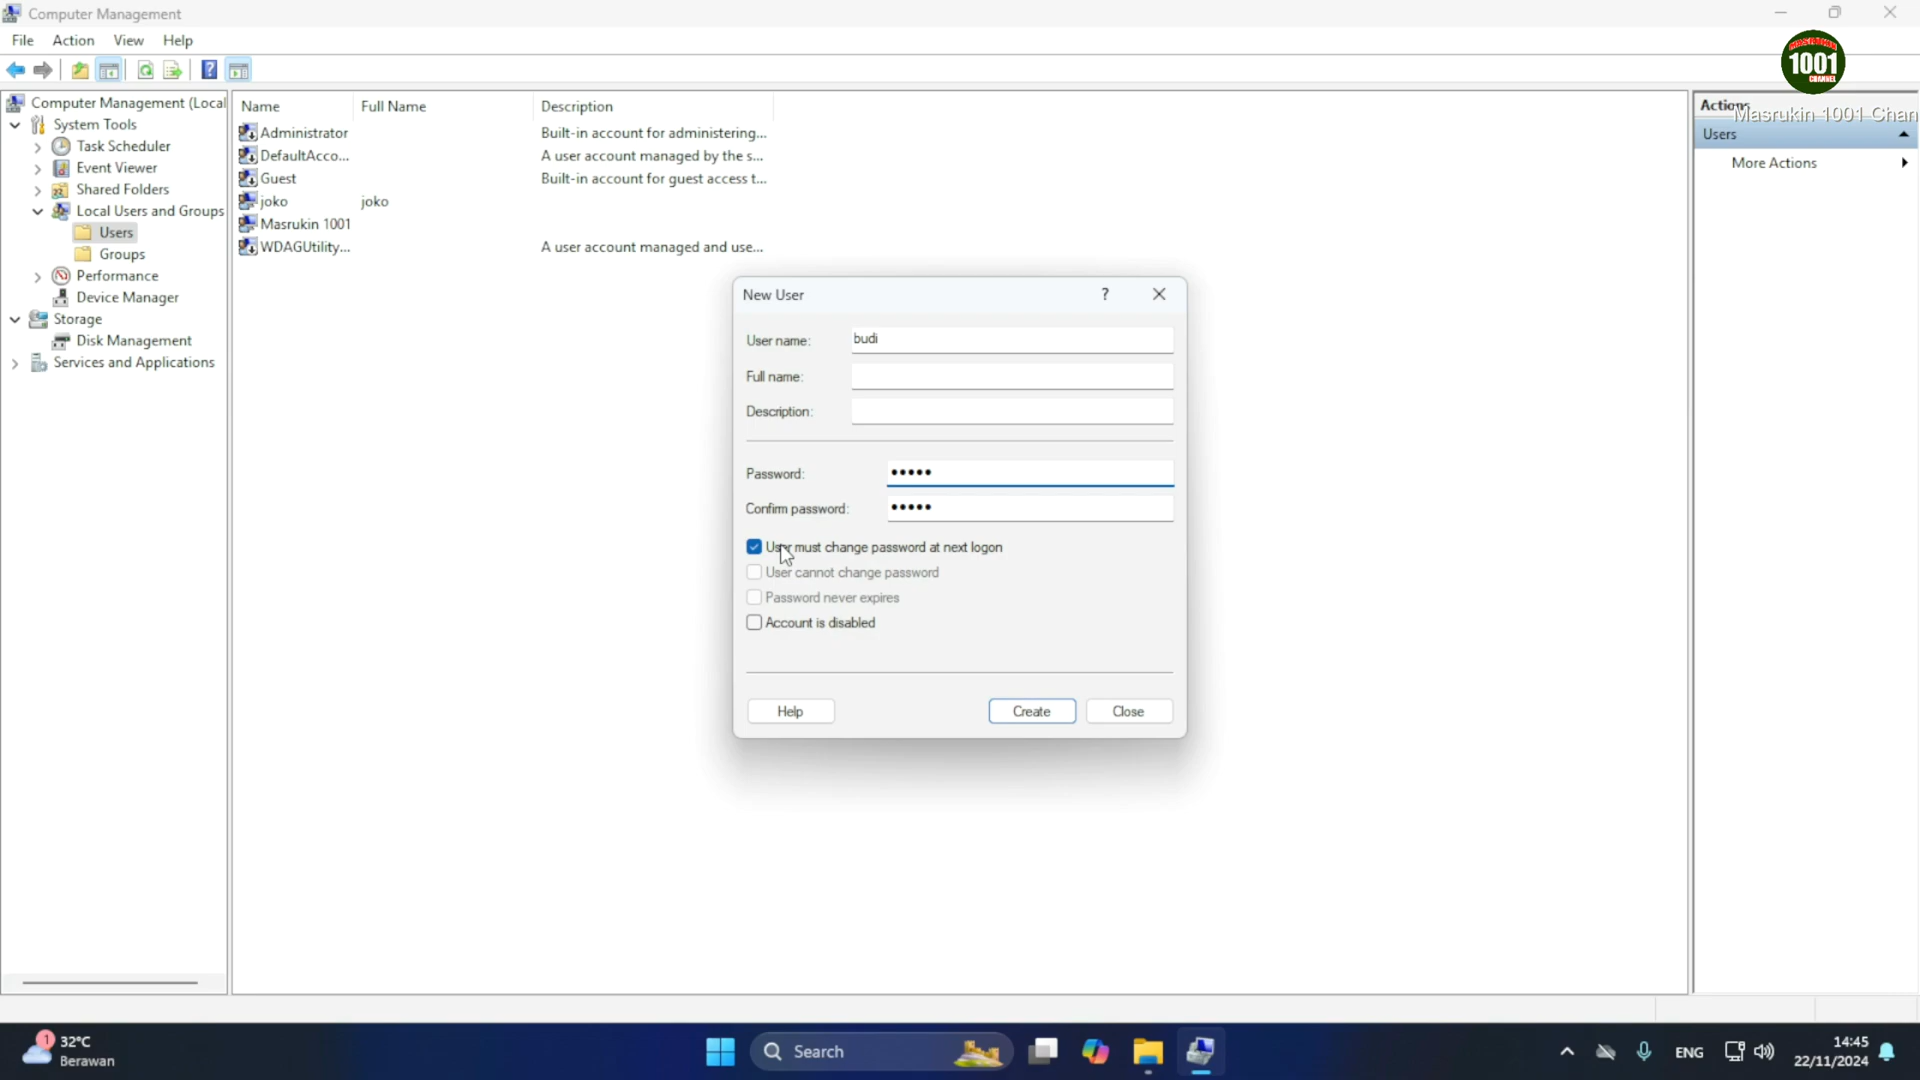 Computer Management
File Action View Help
MASRUKIN
1001
CHANNEL
Masrukin 1001 Chan
Computer Management (Local
System Tools
Task Scheduler
Event Viewer
Shared Folders
Local Users and Groups
Users
Groups
Performance
Device Manager
Storage
Disk Management
Services and Applications
Name Full Name Description
Administrator Built-in account for administering...
DefaultAcco... A user account managed by the s...
Guest Built-in account for guest access t...
joko joko
Masrukin 1001
WDAGUtility... A user account managed and use...
Actions
Users
More Actions
New User
User name: budi
Full name:
Description:
Password: •••••
Confirm password: •••••
User must change password at next logon
User cannot change password
Password never expires
Account is disabled
Help Create Close
1 32°C
Berawan
Search
ENG
14:45
22/11/2024